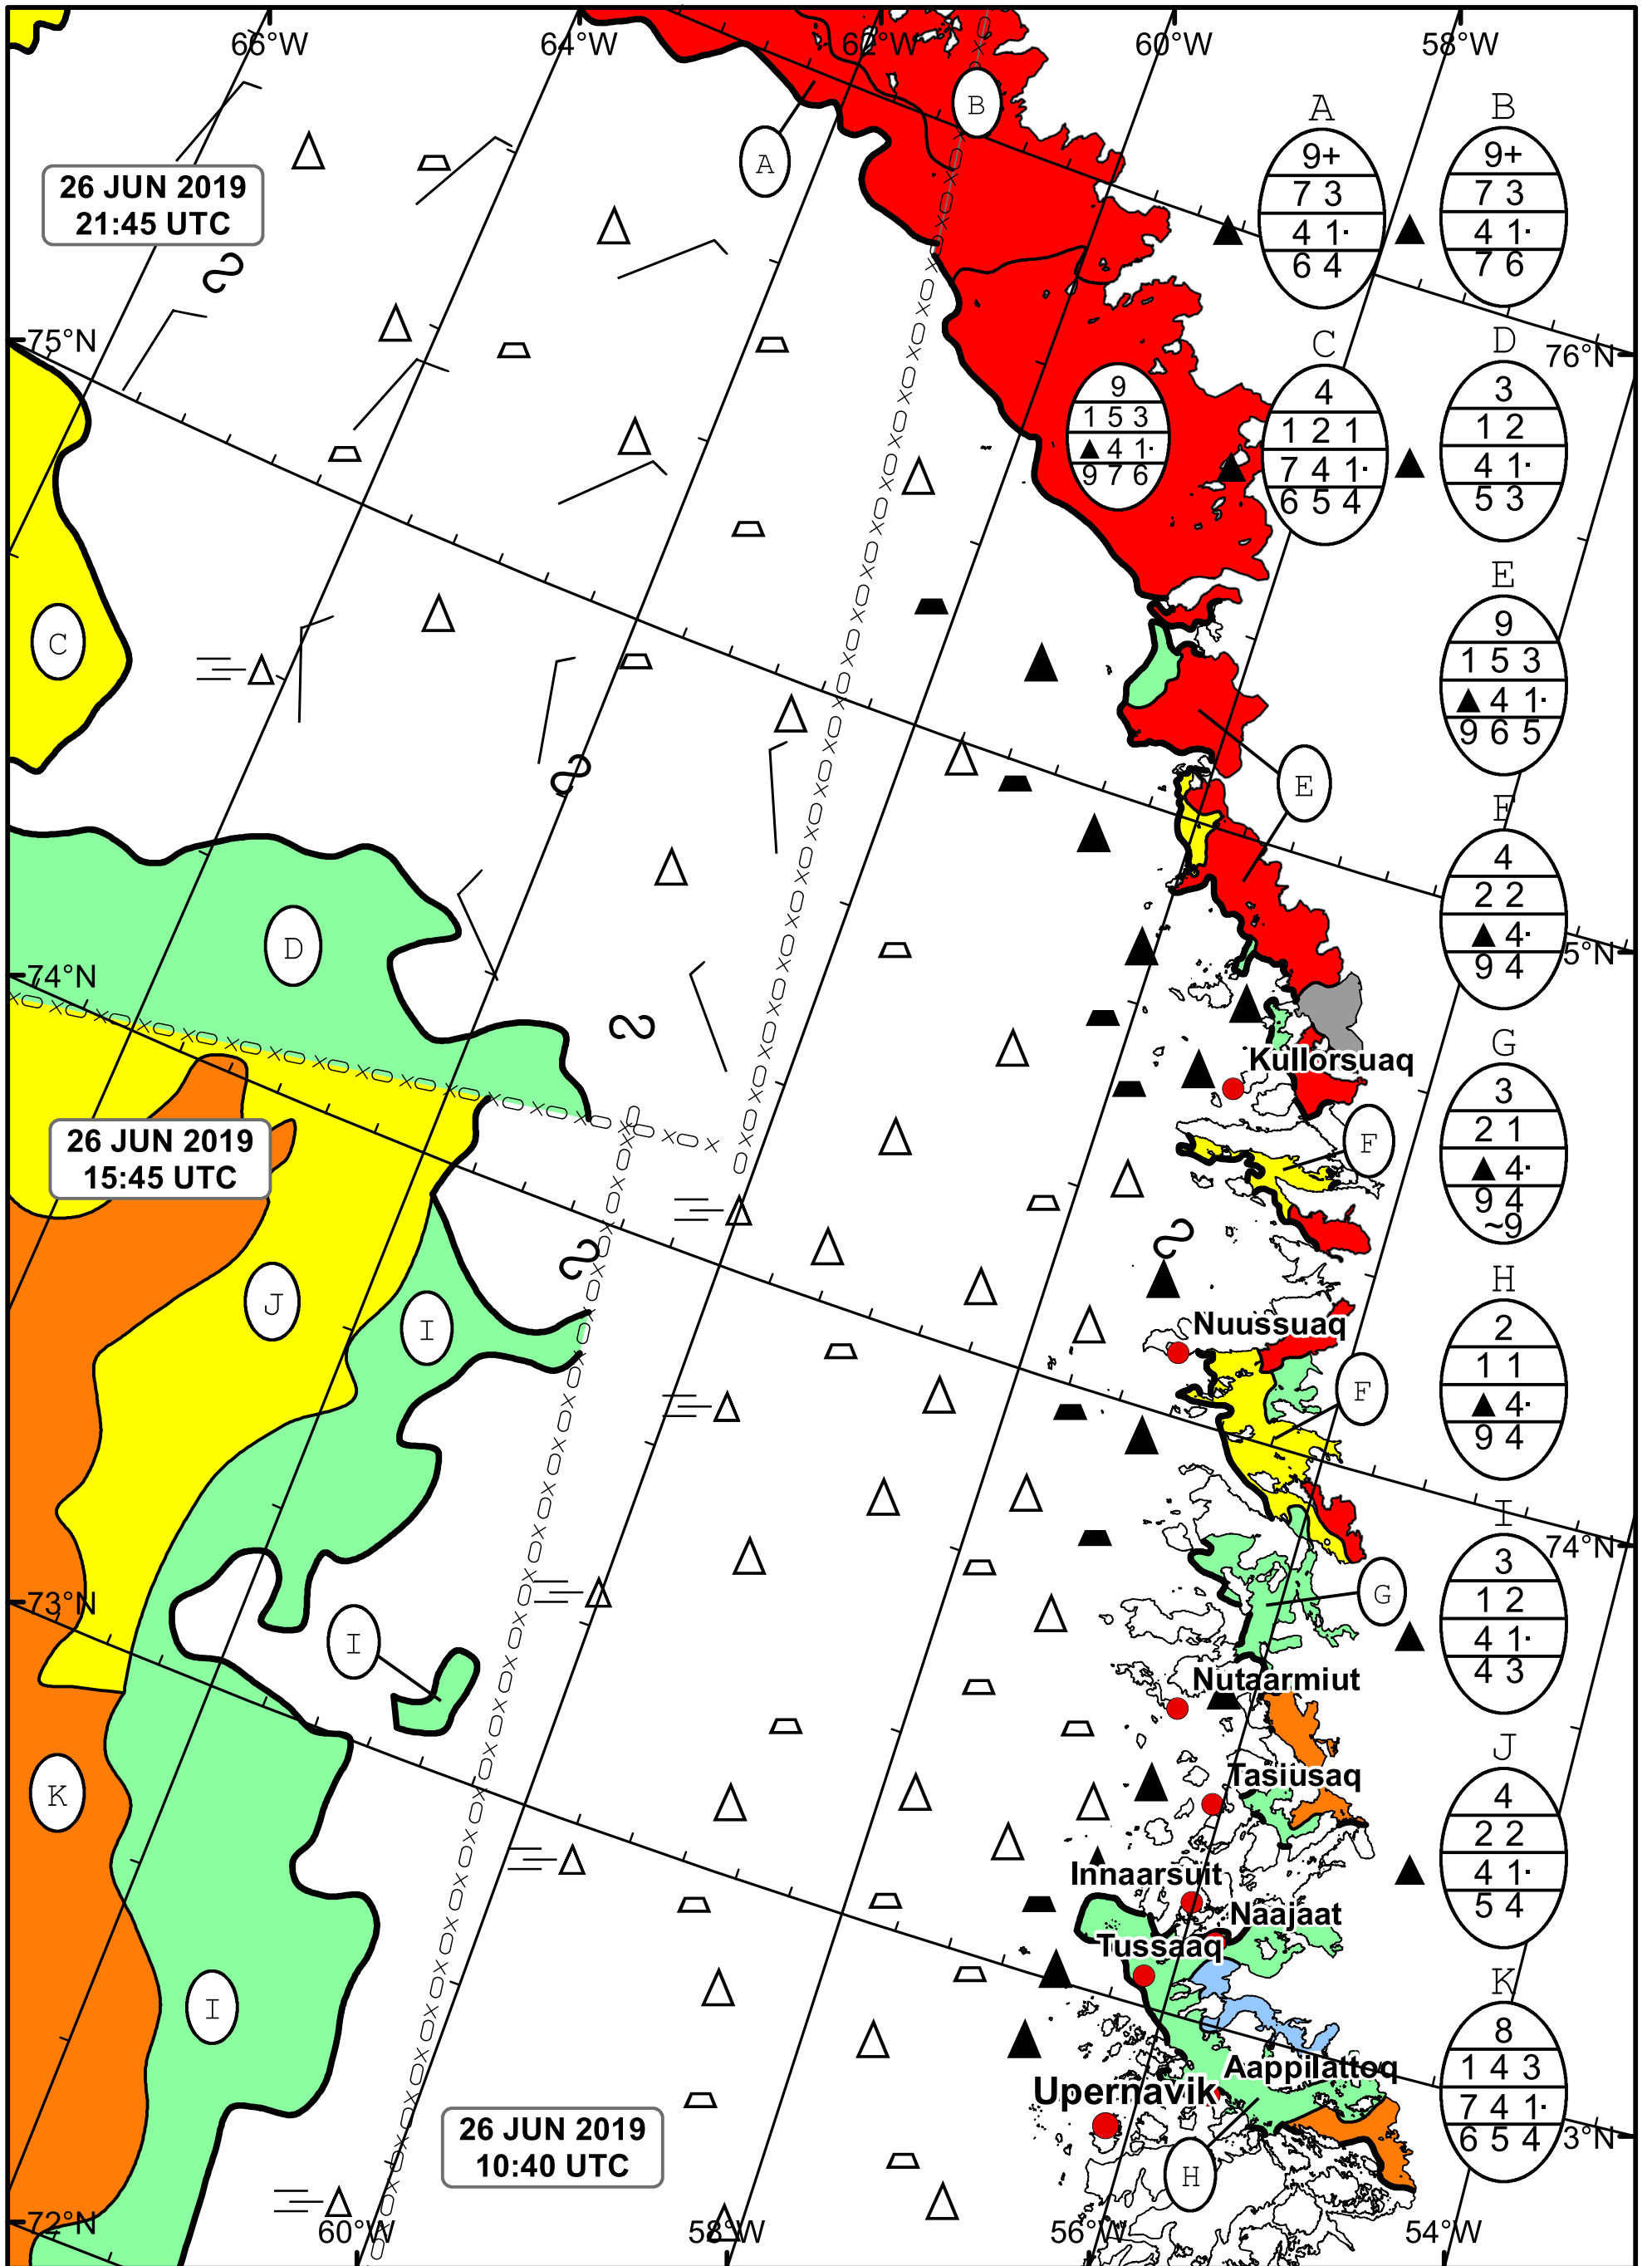 66°W
64°W
62°W
60°W
58°W
A
B
26 JUN 2019
21:45 UTC
75°N
76°N
A
9+
7 3
4 1·
6 4
B
9+
7 3
4 1·
7 6
9
1 5 3
▲ 4 1·
9 7 6
C
4
1 2 1
7 4 1·
6 5 4
D
3
1 2
4 1·
5 3
C
E
E
9
1 5 3
▲ 4 1·
9 6 5
D
74°N
F
4
2 2
▲ 4·
9 4
5°N
Kullorsuaq
26 JUN 2019
15:45 UTC
F
G
3
2 1
▲ 4·
9 4
~9
J
I
Nuussuaq
F
H
2
1 1
▲ 4·
9 4
73°N
74°N
I
G
I
3
1 2
4 1·
4 3
Nutaarmiut
K
Tasiusaq
J
4
2 2
4 1·
5 4
Innaarsuit
Naajaat
Tussaaq
I
K
8
1 4 3
7 4 1·
6 5 4
Aappilattoq
Upernavik
26 JUN 2019
10:40 UTC
3°N
H
72°N
60°W
58°W
56°W
54°W